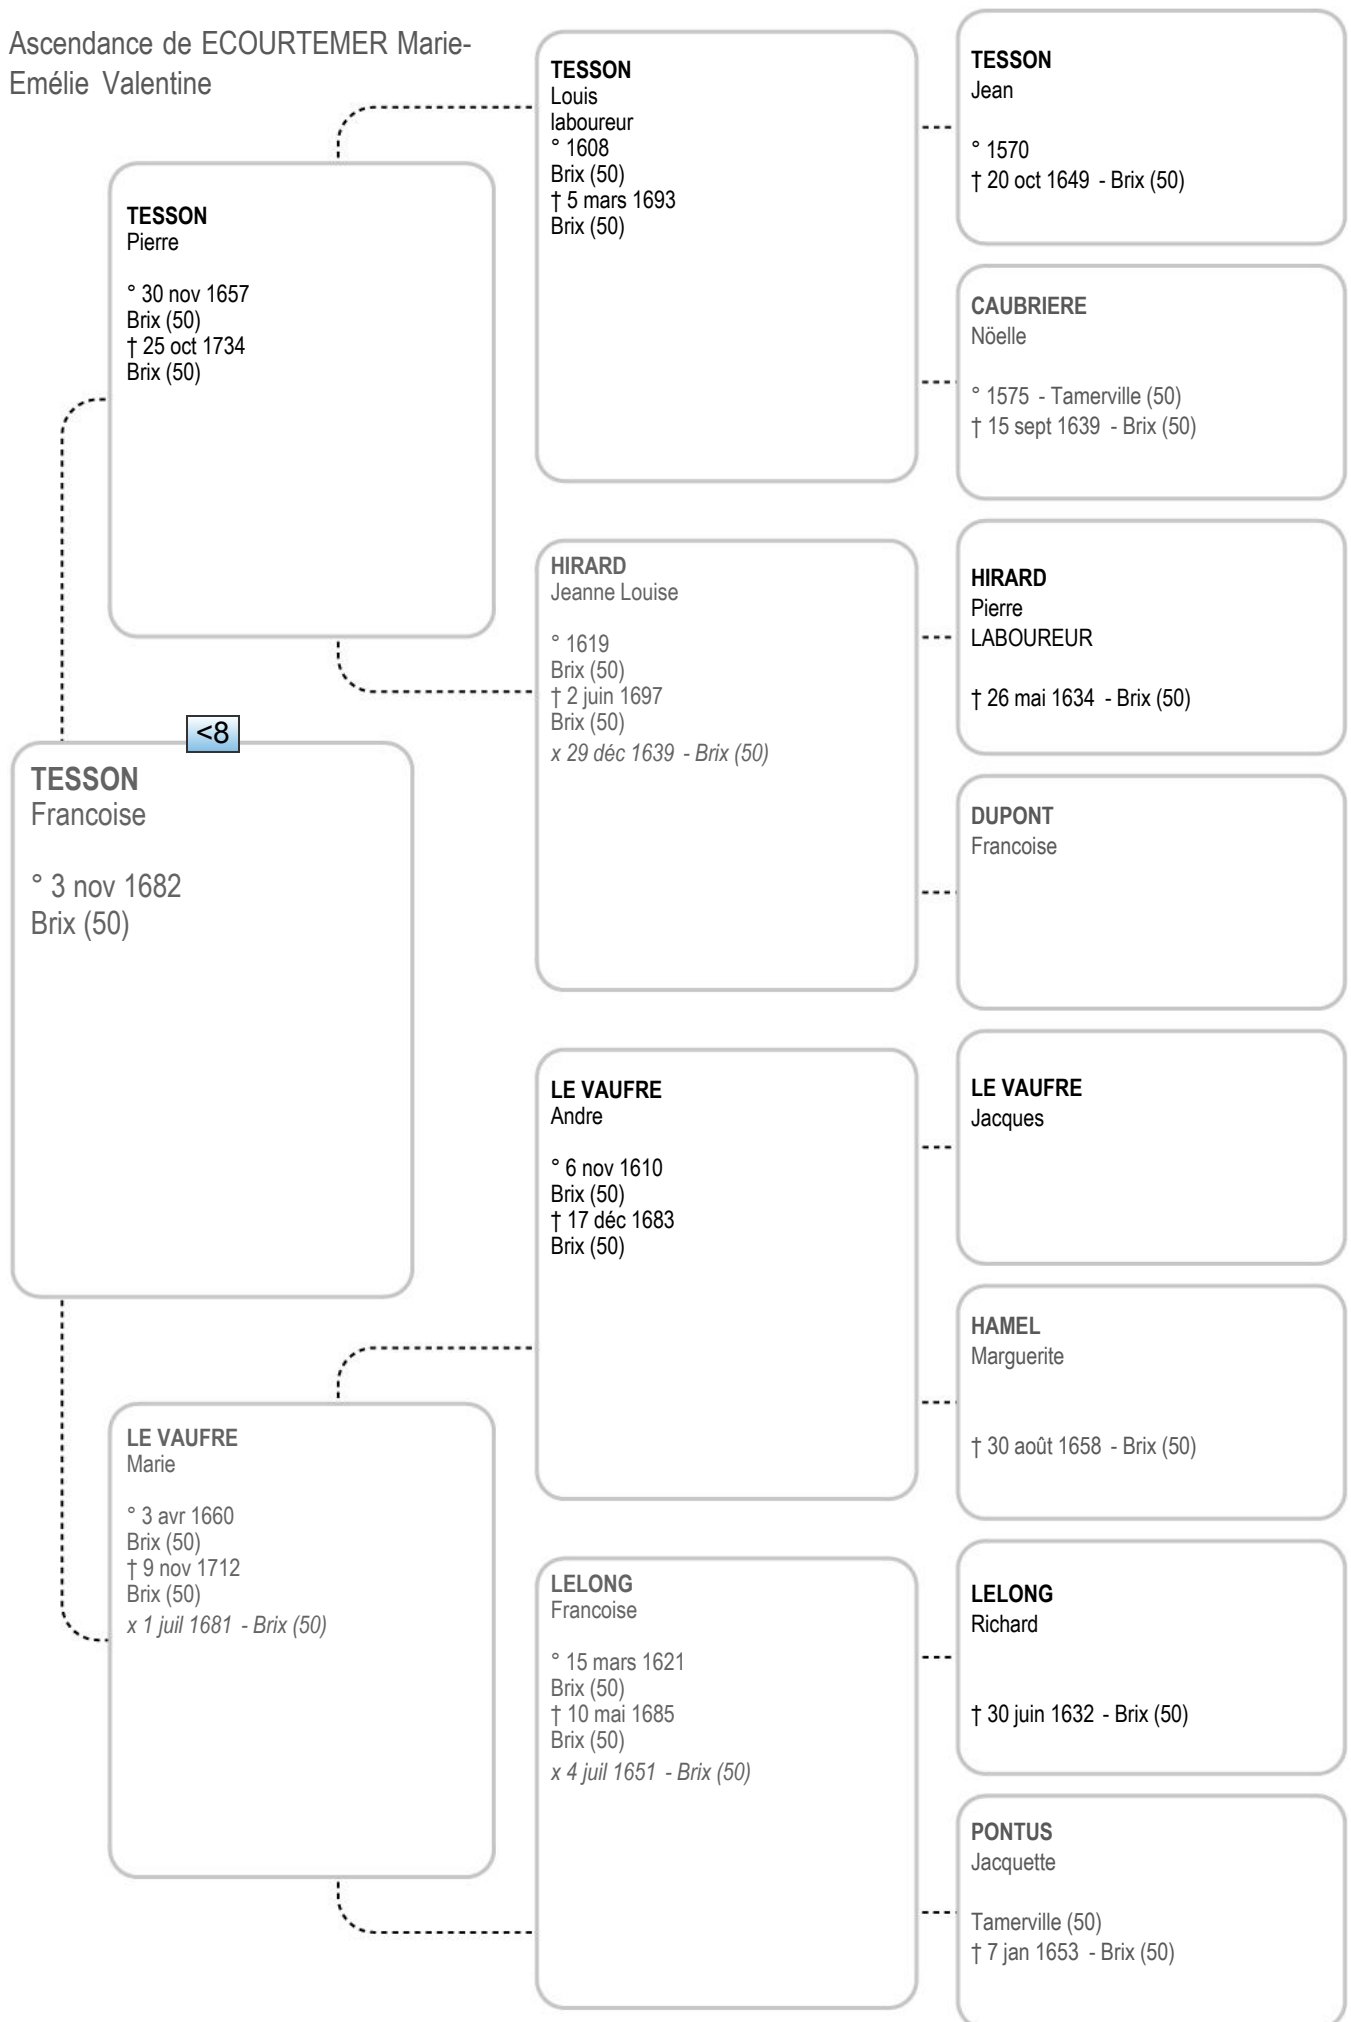 Ascendance de ECOURTEMER Marie-
Emélie Valentine
<8
TESSON
Francoise
° 3 nov 1682
Brix (50)
TESSON
Pierre
° 30 nov 1657
Brix (50)
† 25 oct 1734
Brix (50)
LE VAUFRE
Marie
° 3 avr 1660
Brix (50)
† 9 nov 1712
Brix (50)
x 1 juil 1681 - Brix (50)
TESSON
Louis
laboureur
° 1608
Brix (50)
† 5 mars 1693
Brix (50)
HIRARD
Jeanne Louise
° 1619
Brix (50)
† 2 juin 1697
Brix (50)
x 29 déc 1639 - Brix (50)
LE VAUFRE
Andre
° 6 nov 1610
Brix (50)
† 17 déc 1683
Brix (50)
LELONG
Francoise
° 15 mars 1621
Brix (50)
† 10 mai 1685
Brix (50)
x 4 juil 1651 - Brix (50)
TESSON
Jean
° 1570
† 20 oct 1649 - Brix (50)
CAUBRIERE
Nöelle
° 1575 - Tamerville (50)
† 15 sept 1639 - Brix (50)
HIRARD
Pierre
LABOUREUR
† 26 mai 1634 - Brix (50)
DUPONT
Francoise
LE VAUFRE
Jacques
HAMEL
Marguerite
† 30 août 1658 - Brix (50)
LELONG
Richard
† 30 juin 1632 - Brix (50)
PONTUS
Jacquette
Tamerville (50)
† 7 jan 1653 - Brix (50)